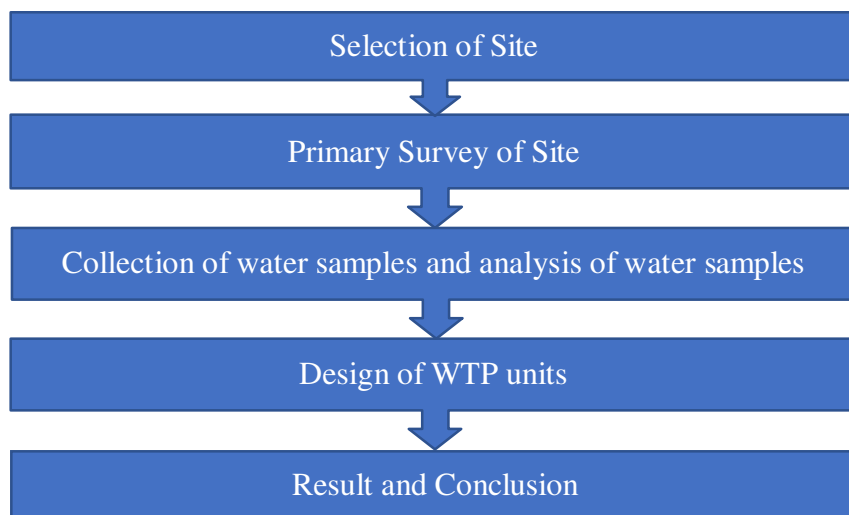 Selection of Site
Primary Survey of Site
Collection of water samples and analysis of water samples
Design of WTP units
Result and Conclusion